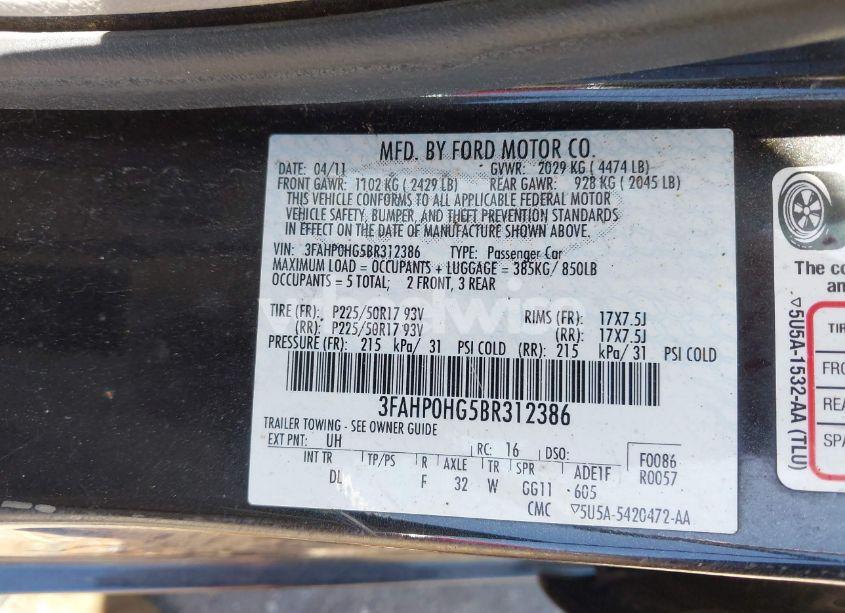 MFD. BY FORD MOTOR CO.
DATE: 04/11 GVWR: 2029 KG ( 4474 LB)
FRONT GAWR: 1102 KG ( 2429 LB) REAR GAWR: 928 KG ( 2045 LB)
THIS VEHICLE CONFORMS TO ALL APPLICABLE FEDERAL MOTOR
VEHICLE SAFETY, BUMPER, AND THEFT PREVENTION STANDARDS
IN EFFECT ON THE DATE OF MANUFACTURE SHOWN ABOVE.
VIN: 3FAHP0HG5BR312386 TYPE: Passenger Car
MAXIMUM LOAD = OCCUPANTS + LUGGAGE = 385KG/ 850LB
OCCUPANTS = 5 TOTAL; 2 FRONT, 3 REAR
TIRE (FR): P225/50R17 93V RIMS (FR): 17X7.5J
(RR): P225/50R17 93V (RR): 17X7.5J
PRESSURE (FR): 215 kPa/ 31 PSI COLD (RR): 215 kPa/ 31 PSI COLD
3FAHP0HG5BR312386
TRAILER TOWING - SEE OWNER GUIDE
EXT PNT: UH RC: 16 DSO: F0086
INT TR TP/PS R AXLE TR SPR ADE1F R0057
DL F 32 W GG11 ·605
CMC ▽5U5A-5420472-AA
The co
an
TIR
FRO
REA
SPA
▽5U5A-1532-AA (TLU)